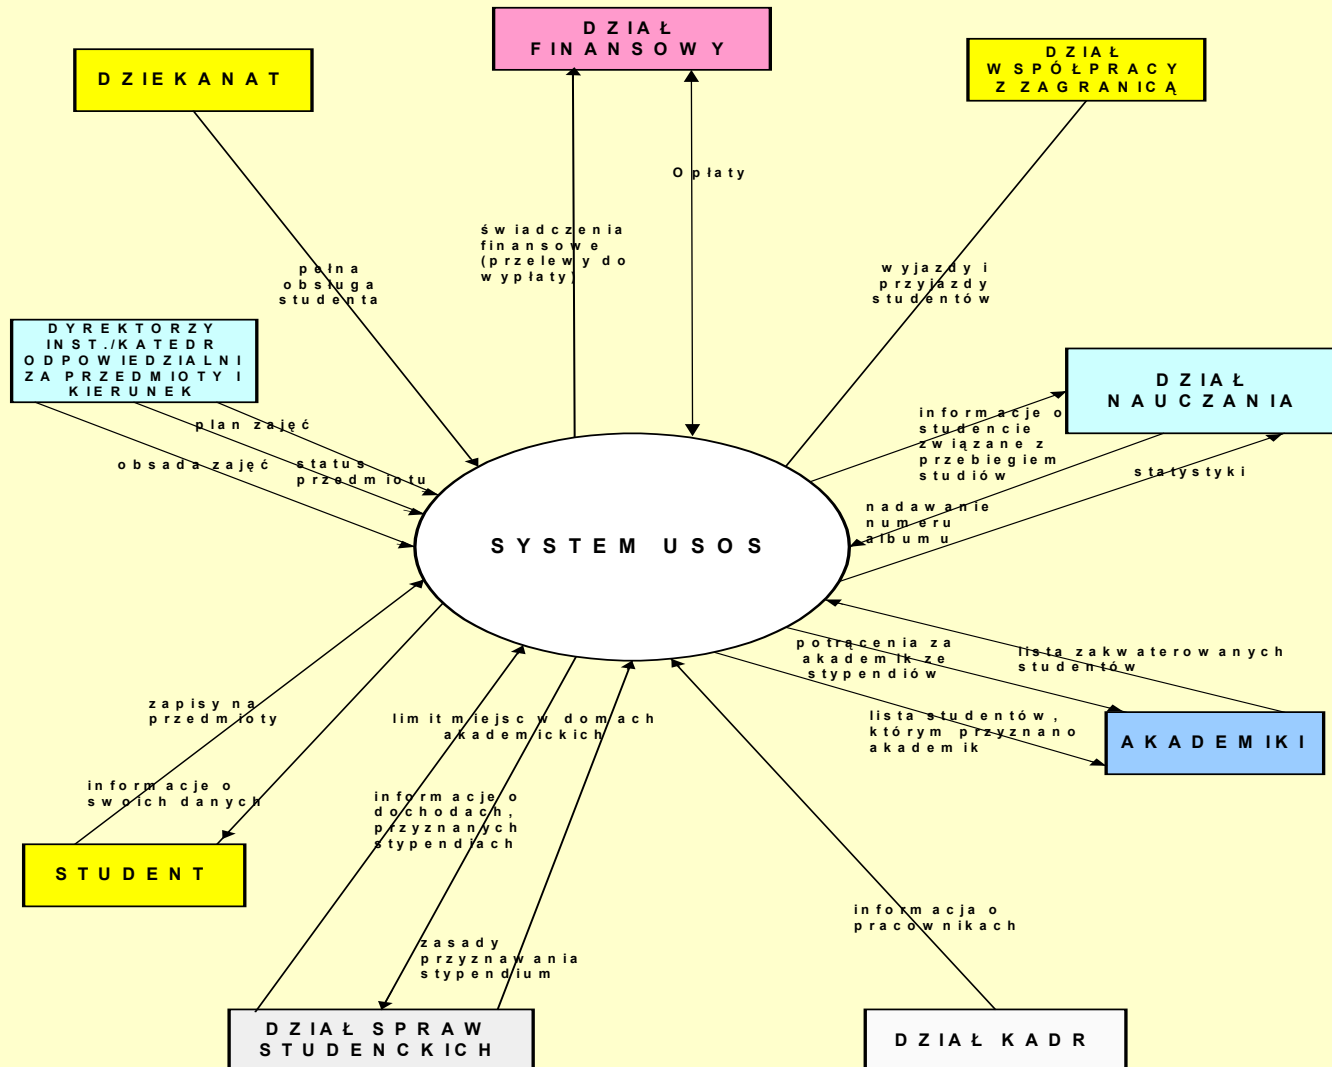 DZIAŁ
FINANSOWY
DZIEKANAT
DZIAŁ
WSPÓŁPRACY
Z ZAGRANICĄ
Opłaty
świadczenia
finansowe
(przelewy do
wypłaty)
pełna
obsługa
studenta
wyjazdy i
przyjazdy
studentów
DYREKTORZY
INST./KATEDR
ODPOWIEDZIALNI
ZA PRZEDMIOTY I
KIERUNEK
DZIAŁ
NAUCZANIA
plan zajęć
obsada zajęć
status
przedmiotu
informacje o
studencie
związane z
przebiegiem
studiów
statystyki
nadawanie
numeru
albumu
SYSTEM USOS
potrącenia za
akademik ze
stypendiów
lista zakwaterowanych
studentów
zapisy na
przedmioty
limit miejsc w domach
akademickich
lista studentów,
którym przyznano
akademik
AKADEMIKI
informacje o
swoich danych
informacje o
dochodach,
przyznanych
stypendiach
STUDENT
informacja o
pracownikach
zasady
przyznawania
stypendium
DZIAŁ SPRAW
STUDENCKICH
DZIAŁ KADR